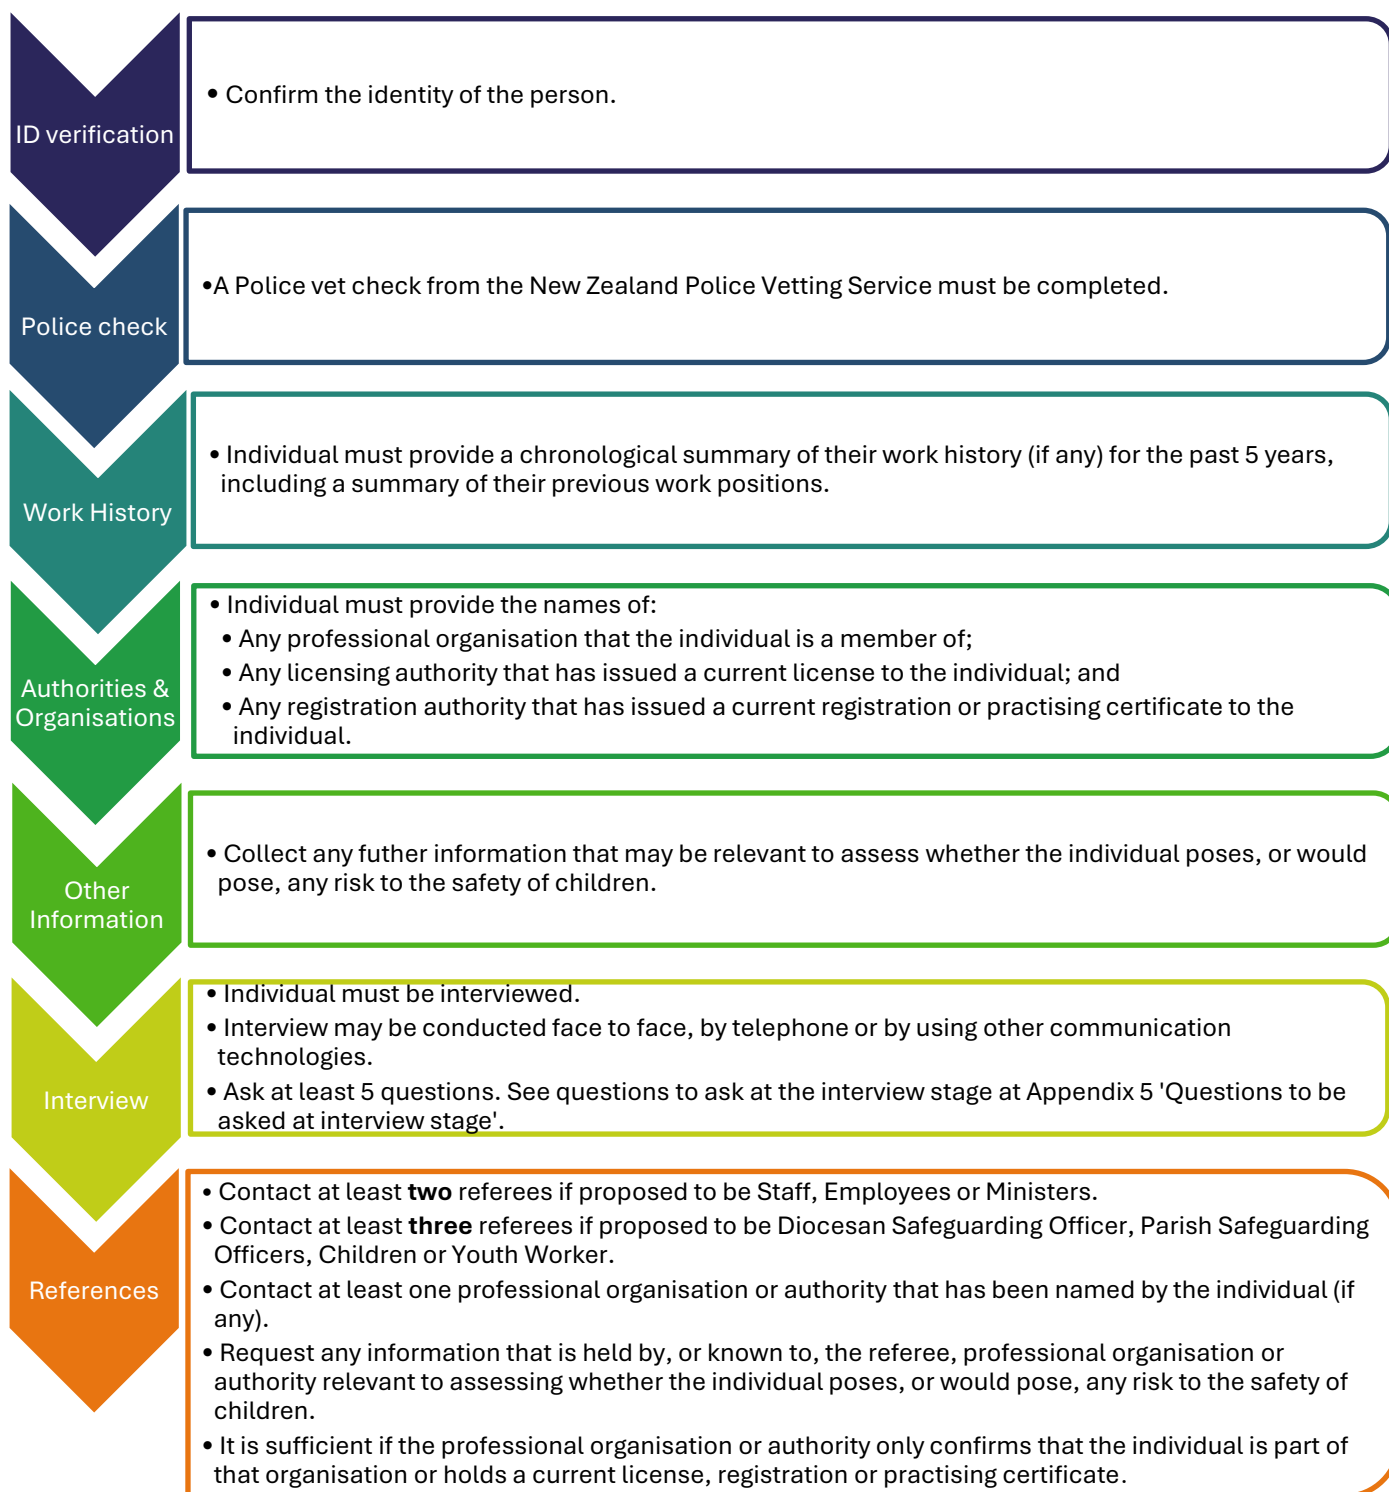 ID verification
• Confirm the identity of the person.
Police check
•A Police vet check from the New Zealand Police Vetting Service must be completed.
Work History
• Individual must provide a chronological summary of their work history (if any) for the past 5 years,
including a summary of their previous work positions.
Authorities &
Organisations
• Individual must provide the names of:
• Any professional organisation that the individual is a member of;
• Any licensing authority that has issued a current license to the individual; and
• Any registration authority that has issued a current registration or practising certificate to the
individual.
Other
Information
• Collect any futher information that may be relevant to assess whether the individual poses, or would
pose, any risk to the safety of children.
Interview
• Individual must be interviewed.
• Interview may be conducted face to face, by telephone or by using other communication
technologies.
• Ask at least 5 questions. See questions to ask at the interview stage at Appendix 5 'Questions to be
asked at interview stage'.
References
• Contact at least two referees if proposed to be Staff, Employees or Ministers.
• Contact at least three referees if proposed to be Diocesan Safeguarding Officer, Parish Safeguarding
Officers, Children or Youth Worker.
• Contact at least one professional organisation or authority that has been named by the individual (if
any).
• Request any information that is held by, or known to, the referee, professional organisation or
authority relevant to assessing whether the individual poses, or would pose, any risk to the safety of
children.
• It is sufficient if the professional organisation or authority only confirms that the individual is part of
that organisation or holds a current license, registration or practising certificate.